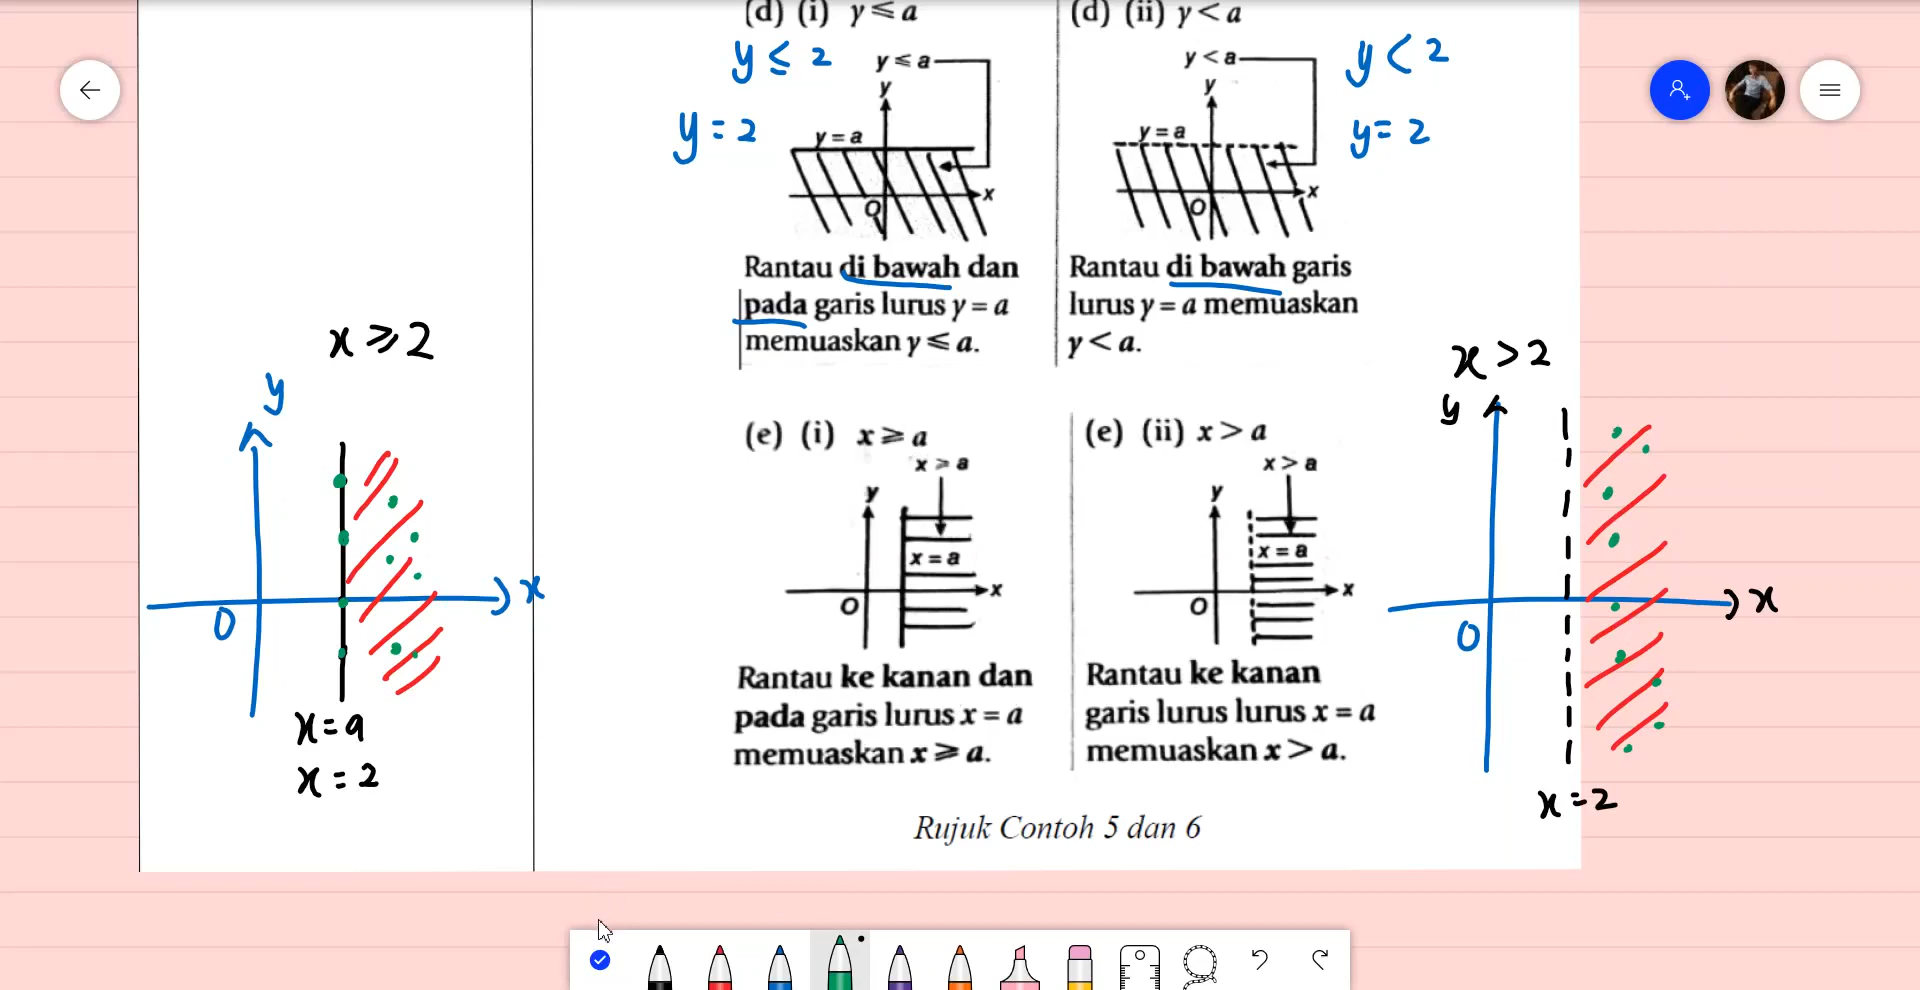 (d) (i) y ⩽ a
y ≤ 2
y ⩽ a
y
y = 2
y = a
x
O
Rantau di bawah dan
pada garis lurus y = a
memuaskan y ⩽ a.
(d) (ii) y < a
y < 2
y < a
y
y = 2
y = a
x
O
Rantau di bawah garis
lurus y = a memuaskan
y < a.
x ⩾ 2
y
x
0
x = a
x = 2
(e) (i) x ⩾ a
x ⩾ a
y
x = a
x
O
Rantau ke kanan dan
pada garis lurus x = a
memuaskan x ⩾ a.
(e) (ii) x > a
x > a
y
x = a
x
O
Rantau ke kanan
garis lurus lurus x = a
memuaskan x > a.
x > 2
y
x
0
x = 2
Rujuk Contoh 5 dan 6